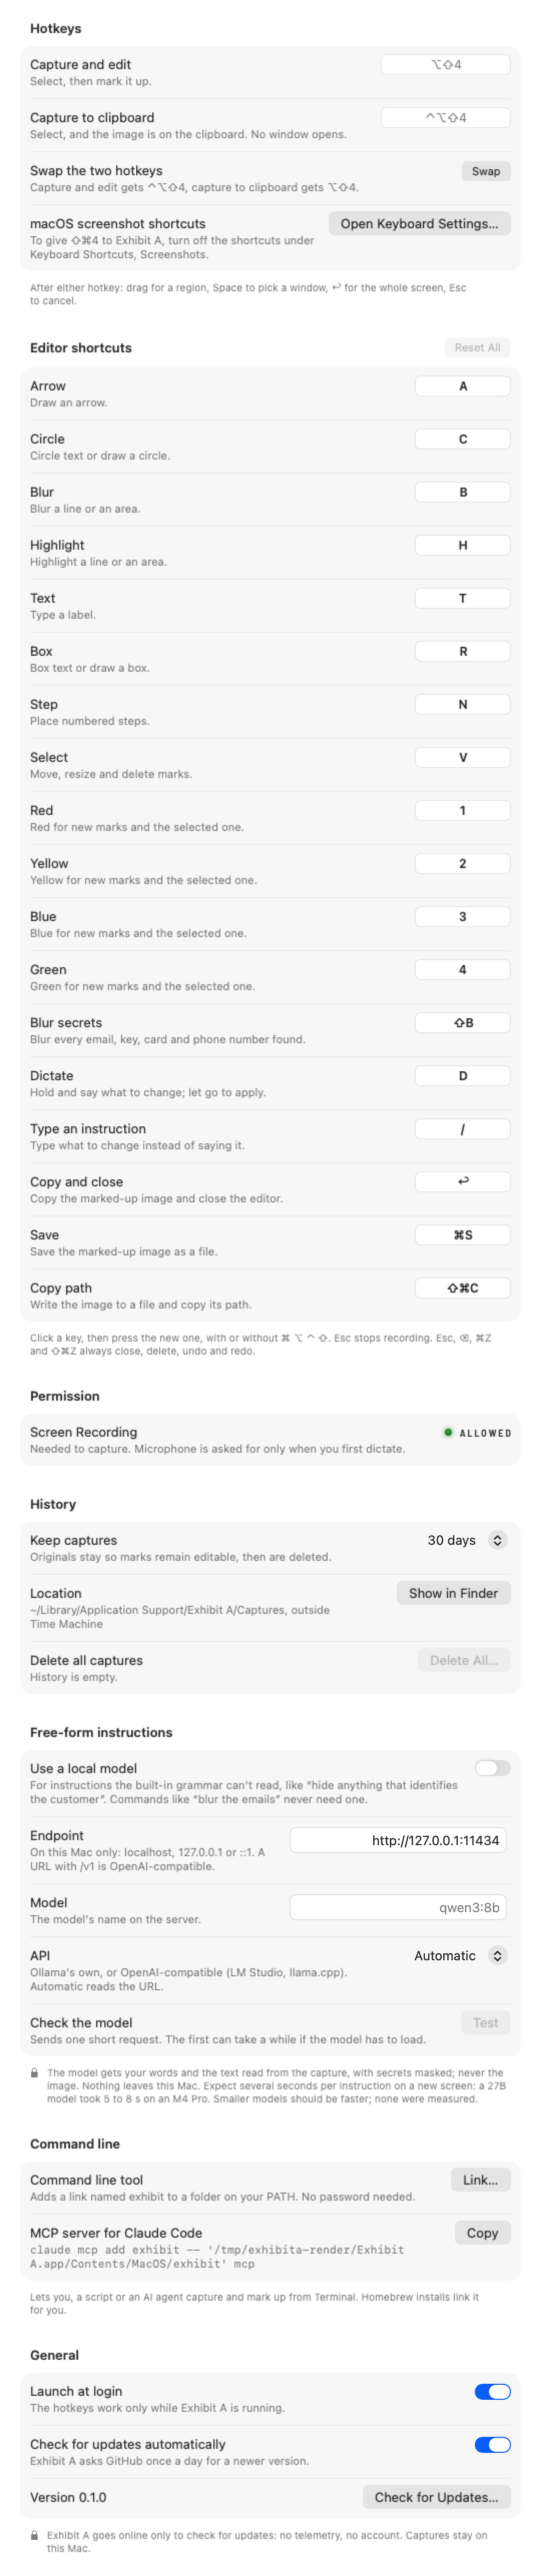 Hotkeys
Capture and edit
⌥⇧4
Select, then mark it up.
Capture to clipboard
^⌥⇧4
Select, and the image is on the clipboard. No window opens.
Swap the two hotkeys
Swap
Capture and edit gets ^⌥⇧4, capture to clipboard gets ⌥⇧4.
macOS screenshot shortcuts
Open Keyboard Settings...
To give ⇧⌘4 to Exhibit A, turn off the shortcuts under
Keyboard Shortcuts, Screenshots.
After either hotkey: drag for a region, Space to pick a window, ↩ for the whole screen, Esc
to cancel.
Editor shortcuts
Reset All
Arrow
A
Draw an arrow.
Circle
C
Circle text or draw a circle.
Blur
B
Blur a line or an area.
Highlight
H
Highlight a line or an area.
Text
T
Type a label.
Box
R
Box text or draw a box.
Step
N
Place numbered steps.
Select
V
Move, resize and delete marks.
Red
1
Red for new marks and the selected one.
Yellow
2
Yellow for new marks and the selected one.
Blue
3
Blue for new marks and the selected one.
Green
4
Green for new marks and the selected one.
Blur secrets
⇧B
Blur every email, key, card and phone number found.
Dictate
D
Hold and say what to change; let go to apply.
Type an instruction
/
Type what to change instead of saying it.
Copy and close
↩
Copy the marked-up image and close the editor.
Save
⌘S
Save the marked-up image as a file.
Copy path
⇧⌘C
Write the image to a file and copy its path.
Click a key, then press the new one, with or without ⌘ ⌥ ^ ⇧. Esc stops recording. Esc, ⌫, ⌘Z
and ⇧⌘Z always close, delete, undo and redo.
Permission
Screen Recording
ALLOWED
Needed to capture. Microphone is asked for only when you first dictate.
History
Keep captures
30 days
Originals stay so marks remain editable, then are deleted.
Location
Show in Finder
~/Library/Application Support/Exhibit A/Captures, outside
Time Machine
Delete all captures
Delete All...
History is empty.
Free-form instructions
Use a local model
For instructions the built-in grammar can't read, like "hide anything that identifies
the customer". Commands like "blur the emails" never need one.
Endpoint
http://127.0.0.1:11434
On this Mac only: localhost, 127.0.0.1 or ::1. A
URL with /v1 is OpenAI-compatible.
Model
qwen3:8b
The model's name on the server.
API
Automatic
Ollama's own, or OpenAI-compatible (LM Studio, llama.cpp).
Automatic reads the URL.
Check the model
Test
Sends one short request. The first can take a while if the model has to load.
The model gets your words and the text read from the capture, with secrets masked; never the
image. Nothing leaves this Mac. Expect several seconds per instruction on a new screen: a 27B
model took 5 to 8 s on an M4 Pro. Smaller models should be faster; none were measured.
Command line
Command line tool
Link...
Adds a link named exhibit to a folder on your PATH. No password needed.
MCP server for Claude Code
Copy
claude mcp add exhibit -- '/tmp/exhibita-render/Exhibit
A.app/Contents/MacOS/exhibit' mcp
Lets you, a script or an AI agent capture and mark up from Terminal. Homebrew installs link it
for you.
General
Launch at login
The hotkeys work only while Exhibit A is running.
Check for updates automatically
Exhibit A asks GitHub once a day for a newer version.
Version 0.1.0
Check for Updates...
Exhibit A goes online only to check for updates: no telemetry, no account. Captures stay on
this Mac.